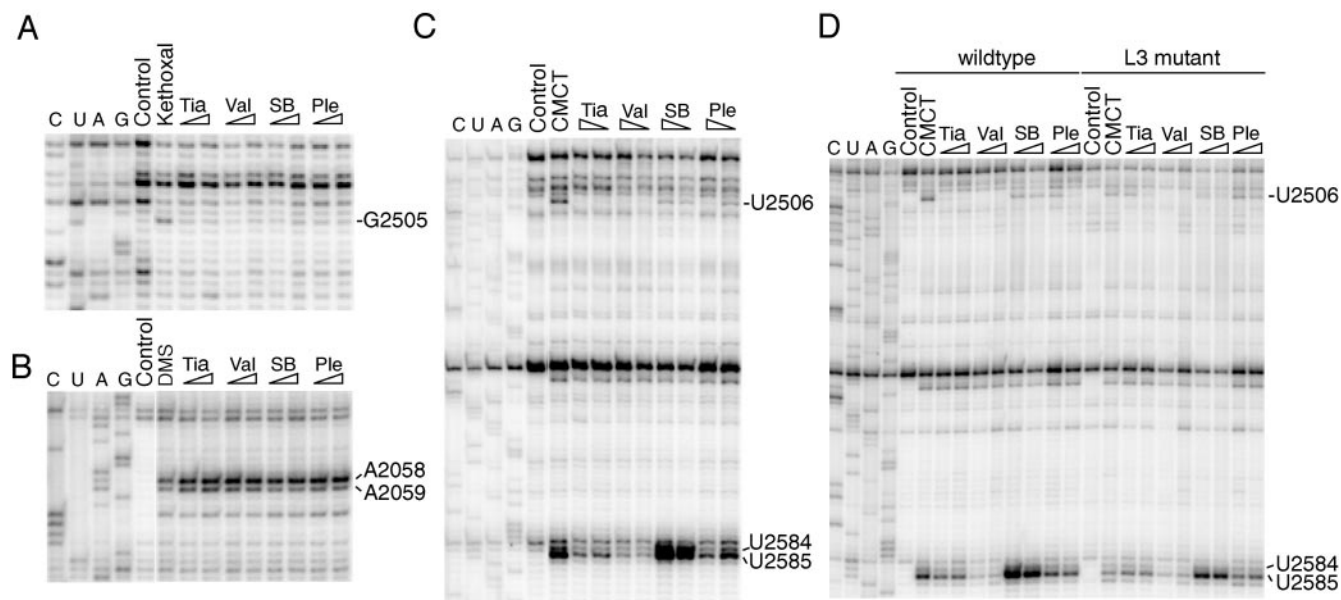 A
Control
Kethoxal
Tia Val SB Ple
C U A G
-G2505
B
Control
DMS
Tia Val SB Ple
C U A G
A2058
A2059
C
Control
CMCT
Tia Val SB Ple
C U A G
-U2506
U2584
U2585
D
wildtype L3 mutant
Control
CMCT
Tia Val SB Ple
Control
CMCT
Tia Val SB Ple
C U A G
-U2506
U2584
U2585